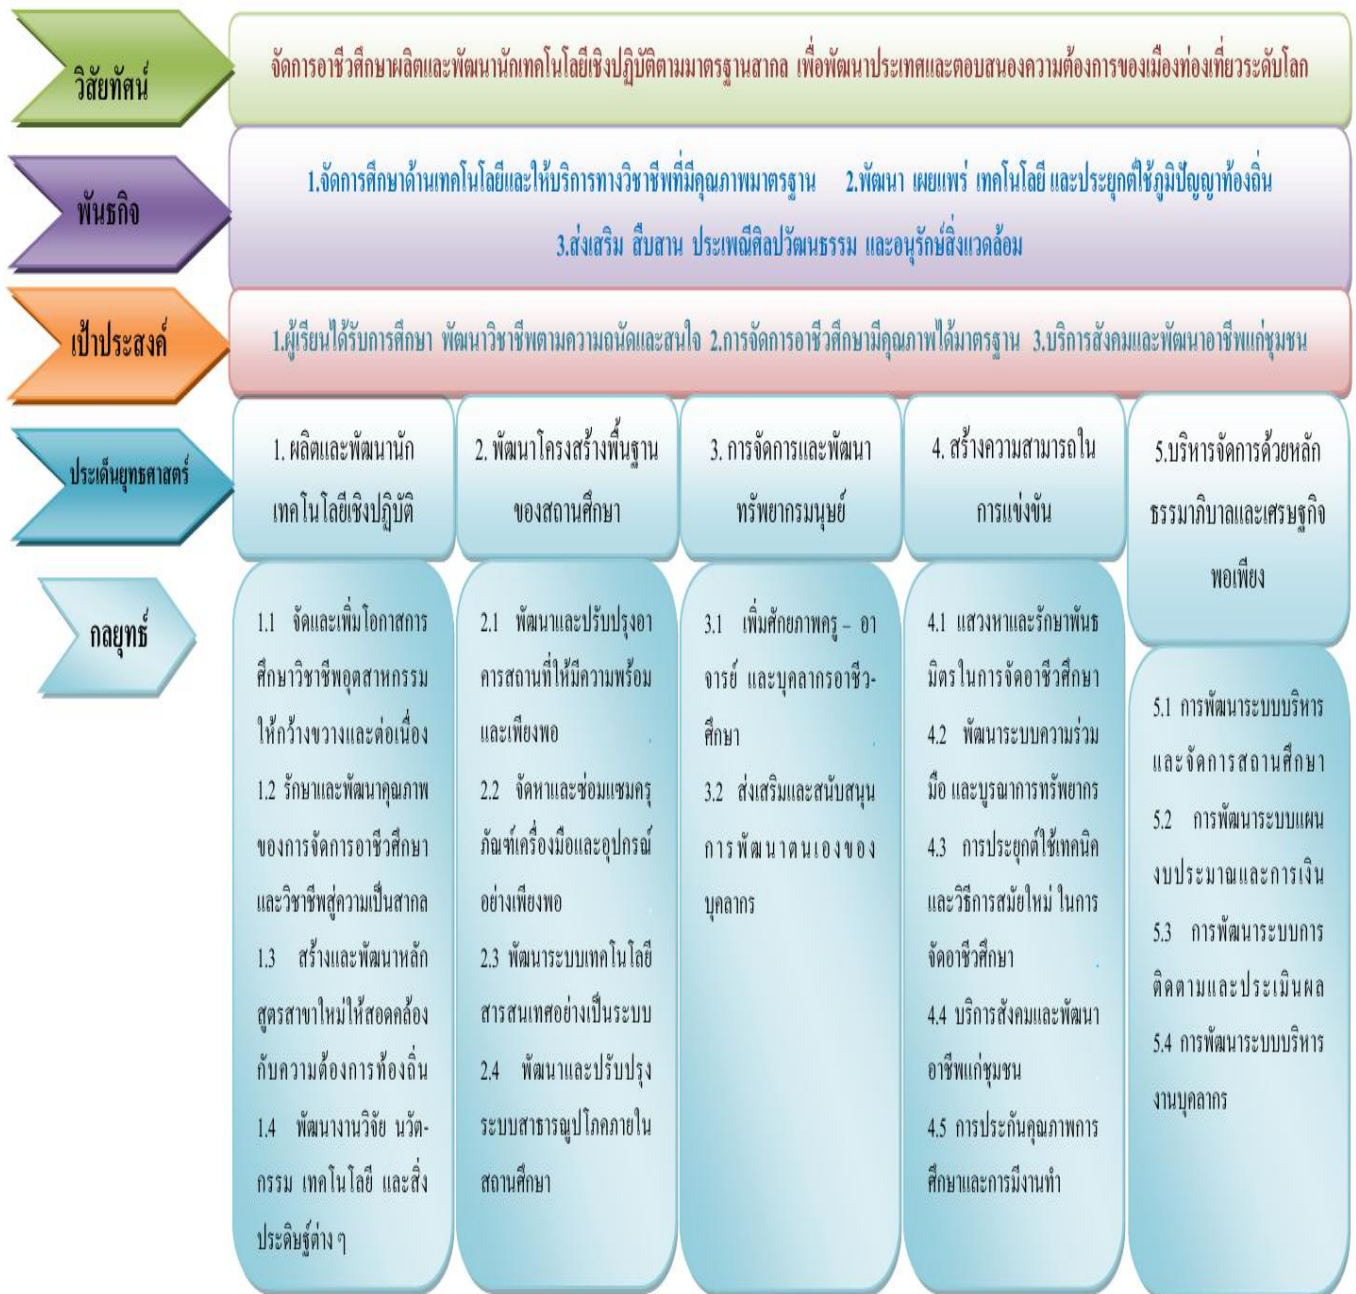 วิสัยทัศน์
จัดการอาชีวศึกษาผลิตและพัฒนานักเทคโนโลยีเชิงปฏิบัติตามมาตรฐานสากล เพื่อพัฒนาประเทศและตอบสนองความต้องการของเมืองท่องเที่ยวระดับโลก
พันธกิจ
1.จัดการศึกษาด้านเทคโนโลยีและให้บริการทางวิชาชีพที่มีคุณภาพมาตรฐาน 2.พัฒนา เผยแพร่ เทคโนโลยี และประยุกต์ใช้ภูมิปัญญาท้องถิ่น
3.ส่งเสริม สืบสาน ประเพณีศิลปวัฒนธรรม และอนุรักษ์สิ่งแวดล้อม
เป้าประสงค์
1.ผู้เรียนได้รับการศึกษา พัฒนาวิชาชีพตามความถนัดและสนใจ 2.การจัดการอาชีวศึกษามีคุณภาพได้มาตรฐาน 3.บริการสังคมและพัฒนาอาชีพแก่ชุมชน
ประเด็นยุทธศาสตร์
1. ผลิตและพัฒนานัก
เทคโนโลยีเชิงปฏิบัติ
2. พัฒนาโครงสร้างพื้นฐาน
ของสถานศึกษา
3. การจัดการและพัฒนา
ทรัพยากรมนุษย์
4. สร้างความสามารถใน
การแข่งขัน
5.บริหารจัดการด้วยหลัก
ธรรมาภิบาลและเศรษฐกิจ
พอเพียง
กลยุทธ์
1.1 จัดและเพิ่มโอกาสการ
ศึกษาวิชาชีพอุตสาหกรรม
ให้กว้างขวางและต่อเนื่อง
1.2 รักษาและพัฒนาคุณภาพ
ของการจัดการอาชีวศึกษา
และวิชาชีพสู่ความเป็นสากล
1.3 สร้างและพัฒนาหลัก
สูตรสาขาใหม่ให้สอดคล้อง
กับความต้องการท้องถิ่น
1.4 พัฒนางานวิจัย นวัต-
กรรม เทคโนโลยี และสิ่ง
ประดิษฐ์ต่าง ๆ
2.1 พัฒนาและปรับปรุงอา
คารสถานที่ให้มีความพร้อม
และเพียงพอ .
2.2 จัดหาและซ่อมแซมครุ
ภัณฑ์เครื่องมือและอุปกรณ์
อย่างเพียงพอ
2.3 พัฒนาระบบเทคโนโลยี
สารสนเทศอย่างเป็นระบบ
2.4 พัฒนาและปรับปรุง
ระบบสาธารณูปโภคภายใน
สถานศึกษา
3.1 เพิ่มศักยภาพครู – อา
จารย์ และบุคลากรอาชีว-
ศึกษา .
3.2 ส่งเสริมและสนับสนุน
การพัฒนาตนเองของ
บุคลากร
4.1 แสวงหาและรักษาพันธ
มิตรในการจัดอาชีวศึกษา
4.2 พัฒนาระบบความร่วม
มือ และบูรณาการทรัพยากร
4.3 การประยุกต์ใช้เทคนิค
และวิธีการสมัยใหม่ ในการ
จัดอาชีวศึกษา .
4.4 บริการสังคมและพัฒนา
อาชีพแก่ชุมชน
4.5 การประกันคุณภาพการ
ศึกษาและการมีงานทำ
5.1 การพัฒนาระบบบริหาร
และจัดการสถานศึกษา
5.2 การพัฒนาระบบแผน
งบประมาณและการเงิน
5.3 การพัฒนาระบบการ
ติดตามและประเมินผล
5.4 การพัฒนาระบบบริหาร
งานบุคลากร